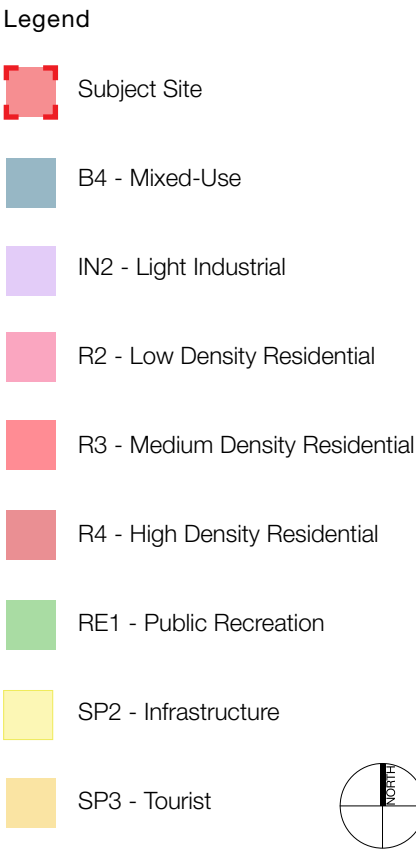 Legend
Subject Site
B4 - Mixed-Use
IN2 - Light Industrial
R2 - Low Density Residential
R3 - Medium Density Residential
R4 - High Density Residential
RE1 - Public Recreation
SP2 - Infrastructure
SP3 - Tourist
NORTH